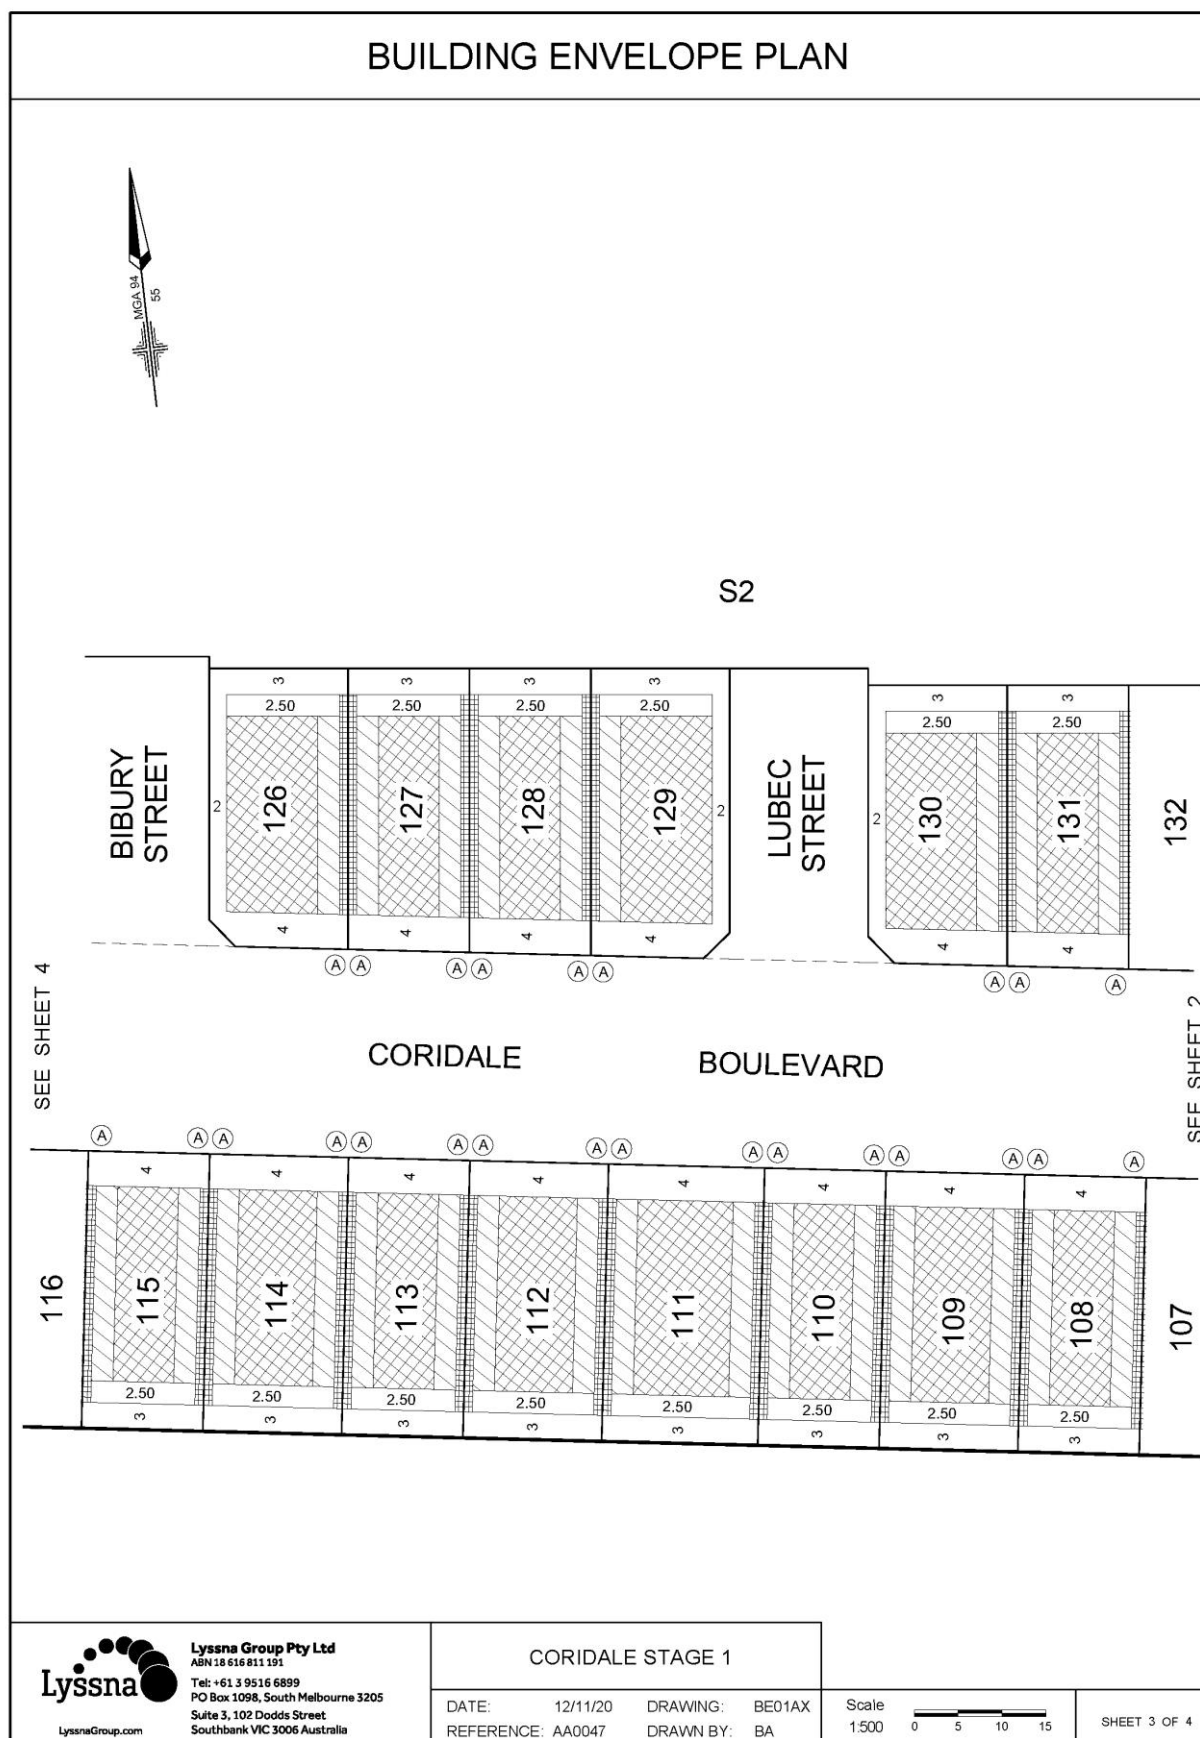 BUILDING ENVELOPE PLAN
MGA 94
55
S2
3
3
3
3
3
3
2.50
2.50
2.50
2.50
2.50
2.50
BIBURY
STREET
2
126
127
128
129
2
LUBEC
STREET
2
130
131
132
4
4
4
4
4
4
A A
A A
A A
A A
A
SEE SHEET 4
CORIDALE BOULEVARD
SEE SHEET 2
A
A A
A A
A A
A A
A A
A A
A A
A
4
4
4
4
4
4
4
4
116
115
114
113
112
111
110
109
108
107
2.50
2.50
2.50
2.50
2.50
2.50
2.50
2.50
3
3
3
3
3
3
3
3
Lyssna
LyssnaGroup.com
Lyssna Group Pty Ltd
ABN 18 616 811 191
Tel: +61 3 9516 6899
PO Box 1098, South Melbourne 3205
Suite 3, 102 Dodds Street
Southbank VIC 3006 Australia
CORIDALE STAGE 1
DATE: 12/11/20 DRAWING: BE01AX
REFERENCE: AA0047 DRAWN BY: BA
Scale
1:500
0 5 10 15
SHEET 3 OF 4